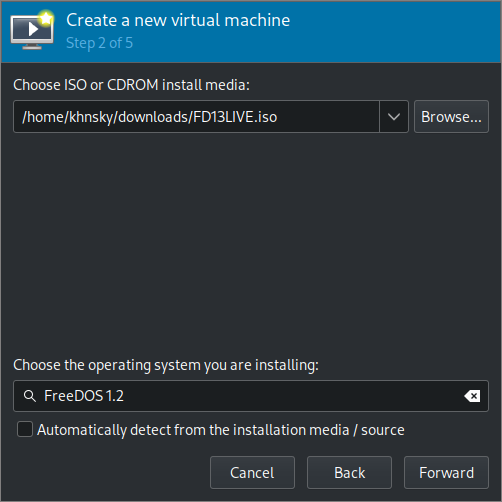 Create a new virtual machine
Step 2 of 5
Choose ISO or CDROM install media:
/home/khnsky/downloads/FD13LIVE.iso
Browse...
Choose the operating system you are installing:
FreeDOS 1.2
Automatically detect from the installation media / source
Cancel
Back
Forward